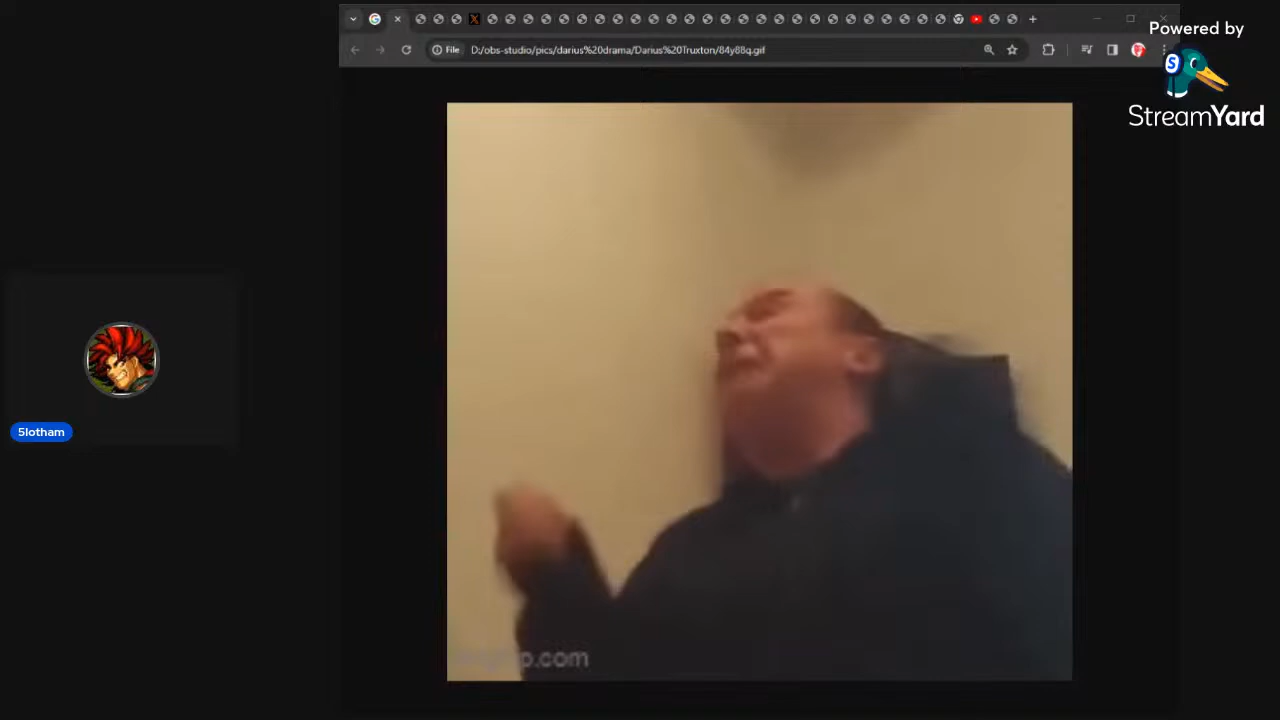 File D:/obs-studio/pics/darius%20drama/Darius%20Truxton/84y88q.gif
Powered by
S
StreamYard
5lotham
p.com